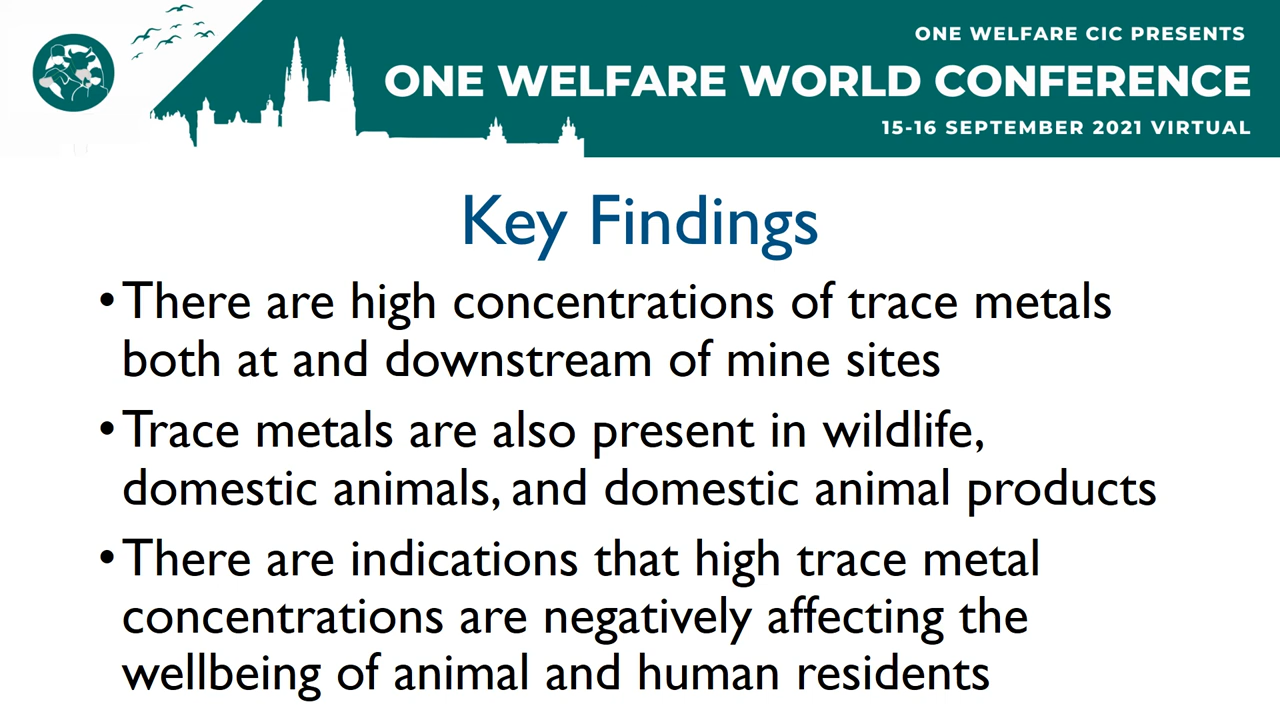 ONE WELFARE CIC PRESENTS
ONE WELFARE WORLD CONFERENCE
15-16 SEPTEMBER 2021 VIRTUAL
Key Findings
• There are high concentrations of trace metals
both at and downstream of mine sites
• Trace metals are also present in wildlife,
domestic animals, and domestic animal products
• There are indications that high trace metal
concentrations are negatively affecting the
wellbeing of animal and human residents